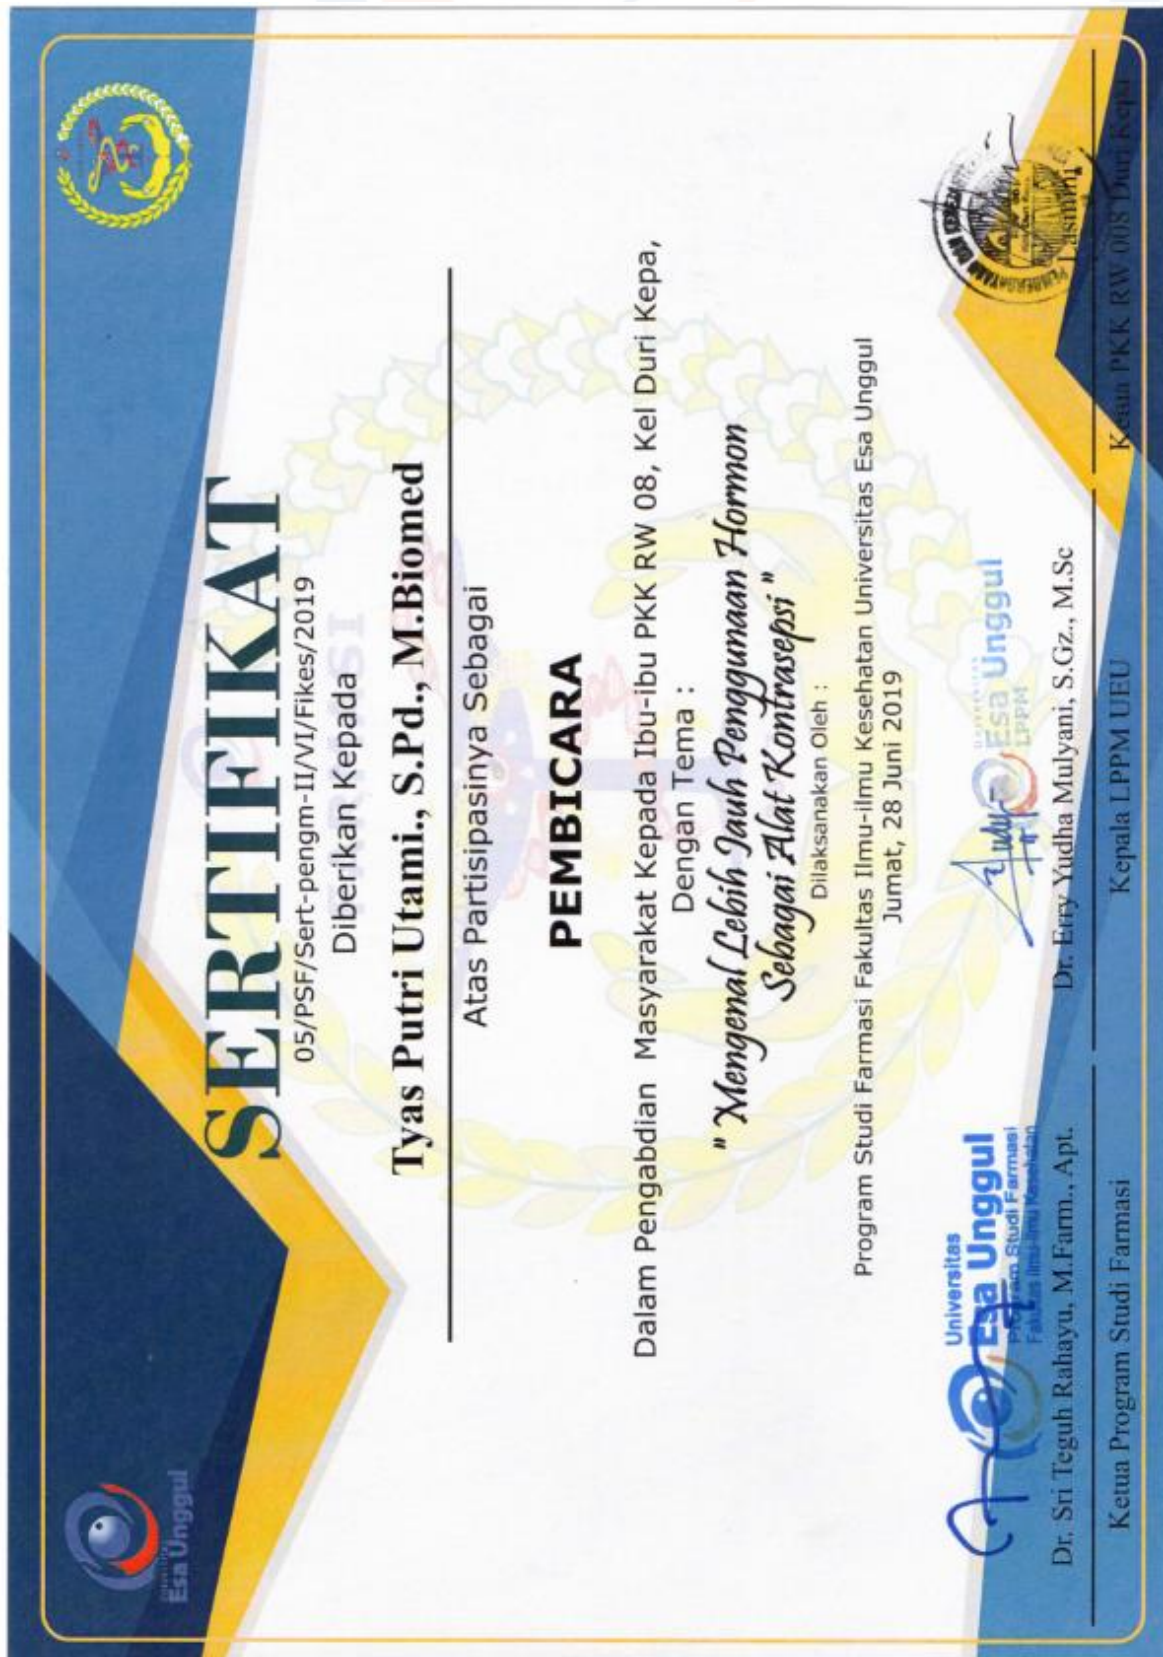 Esa Unggul
SERTIFIKAT
05/PSF/Sert-pengm-II/VI/Fikes/2019
Diberikan Kepada
Tyas Putri Utami., S.Pd., M.Biomed
Atas Partisipasinya Sebagai
PEMBICARA
Dalam Pengabdian Masyarakat Kepada Ibu-ibu PKK RW 08, Kel Duri Kepa,
Dengan Tema :
" Mengenal Lebih Jauh Penggunaan Hormon
Sebagai Alat Kontrasepsi "
Dilaksanakan Oleh :
Program Studi Farmasi Fakultas Ilmu-ilmu Kesehatan Universitas Esa Unggul
Jumat, 28 Juni 2019
Universitas
Esa Unggul
Program Studi Farmasi
Fakultas Ilmu-Ilmu Kesehatan
Dr. Sri Teguh Rahayu, M.Farm., Apt.
Ketua Program Studi Farmasi
Esa Unggul
LPPM
Dr. Erry Yudha Mulyani, S.Gz., M.Sc
Kepala LPPM UEU
Lasmini
Ketua PKK RW 008 Duri Kepa